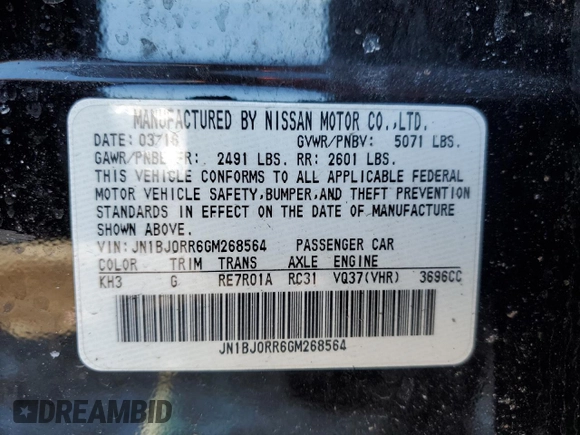 MANUFACTURED BY NISSAN MOTOR CO.,LTD.
DATE: 03/16 GVWR/PNBV: 5071 LBS.
GAWR/PNBE FR: 2491 LBS. RR: 2601 LBS.
THIS VEHICLE CONFORMS TO ALL APPLICABLE FEDERAL
MOTOR VEHICLE SAFETY,BUMPER,AND THEFT PREVENTION
STANDARDS IN EFFECT ON THE DATE OF MANUFACTURE
SHOWN ABOVE.
VIN: JN1BJ0RR6GM268564 PASSENGER CAR
COLOR TRIM TRANS AXLE ENGINE
KH3 G RE7R01A RC31 VQ37(VHR) 3696CC
JN1BJ0RR6GM268564
DREAMBID